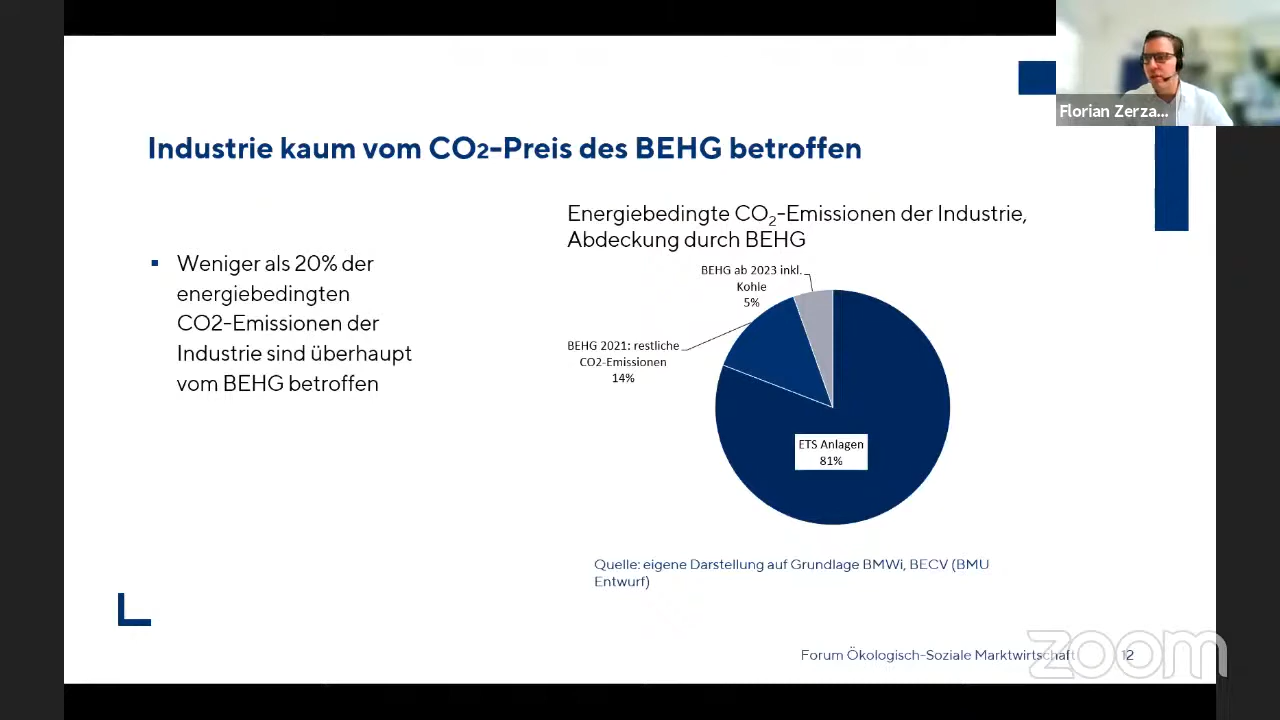 Florian Zerza...
Industrie kaum vom CO2-Preis des BEHG betroffen
Weniger als 20% der
energiebedingten
CO2-Emissionen der
Industrie sind überhaupt
vom BEHG betroffen
Energiebedingte CO2-Emissionen der Industrie,
Abdeckung durch BEHG
BEHG ab 2023 inkl.
Kohle
5%
BEHG 2021: restliche
CO2-Emissionen
14%
ETS Anlagen
81%
Quelle: eigene Darstellung auf Grundlage BMWi, BECV (BMU
Entwurf)
Forum Ökologisch-Soziale Marktwirtschaft
12
zoom